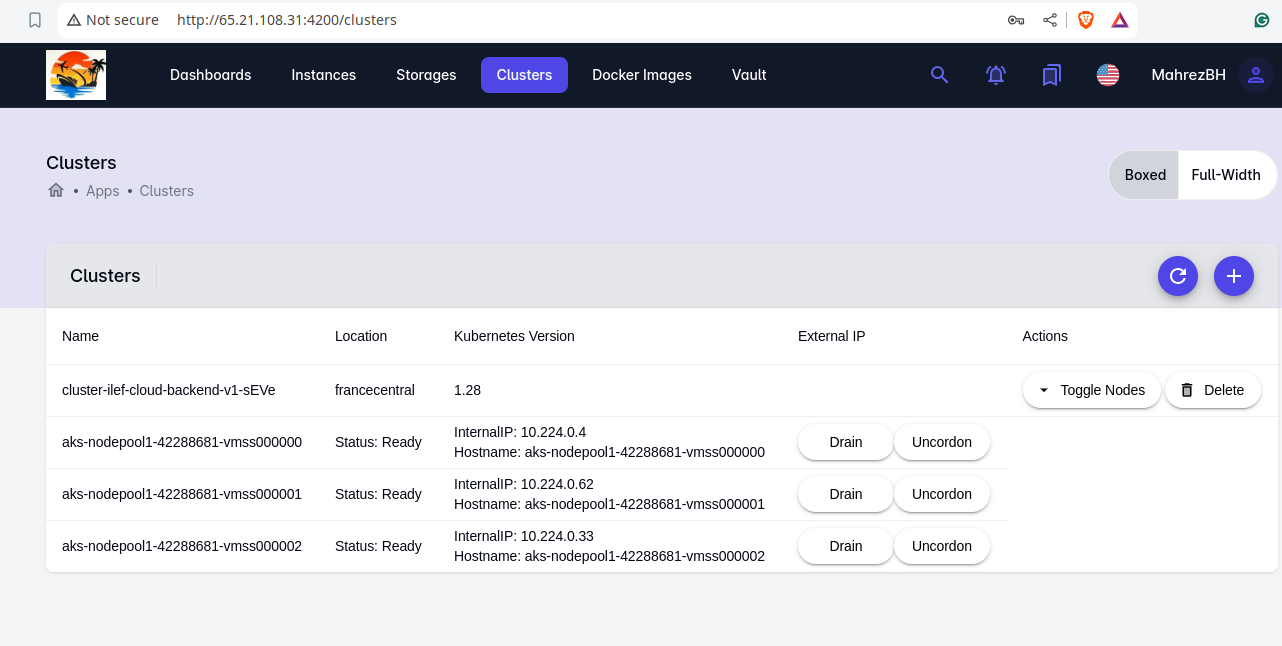 Not secure http://65.21.108.31:4200/clusters
Dashboards Instances Storages Clusters Docker Images Vault MahrezBH
Clusters
• Apps • Clusters
Boxed Full-Width
Clusters
Name Location Kubernetes Version External IP Actions
cluster-ilef-cloud-backend-v1-sEVe francecentral 1.28 Toggle Nodes Delete
aks-nodepool1-42288681-vmss000000 Status: Ready InternalIP: 10.224.0.4
Hostname: aks-nodepool1-42288681-vmss000000 Drain Uncordon
aks-nodepool1-42288681-vmss000001 Status: Ready InternalIP: 10.224.0.62
Hostname: aks-nodepool1-42288681-vmss000001 Drain Uncordon
aks-nodepool1-42288681-vmss000002 Status: Ready InternalIP: 10.224.0.33
Hostname: aks-nodepool1-42288681-vmss000002 Drain Uncordon